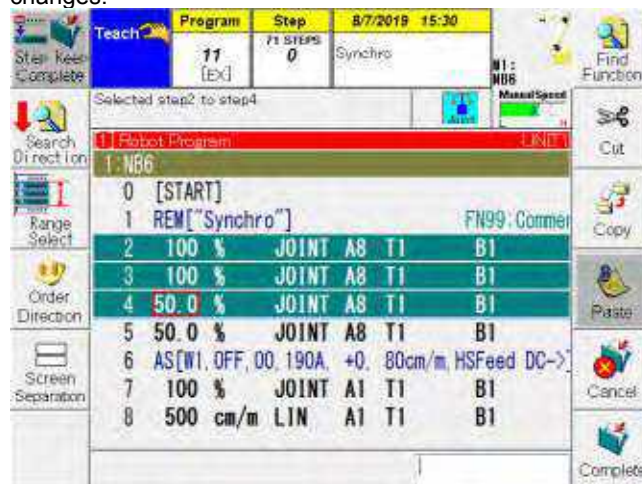 changes.
Step Keep
Complete
Teach
Program
11
[EX]
Step
71 STEPS
0
8/7/2019 15:30
Synchro
W1:
NB6
Find
Function
Selected step2 to step4
Manual Speed
Search
Direction
Cut
[1] Robot Program
UNIT1
1:NB6
0 [START]
1 REM["Synchro"] FN99;Commen
Range
Select
Copy
2 100 % JOINT A8 T1 B1
3 100 % JOINT A8 T1 B1
4 50.0 % JOINT A8 T1 B1
Order
Direction
Paste
5 50.0 % JOINT A8 T1 B1
6 AS[W1,OFF,00,190A, +0, 80cm/m,HSFeed DC->]
7 100 % JOINT A1 T1 B1
8 500 cm/m LIN A1 T1 B1
Screen
Separation
Cancel
Complete